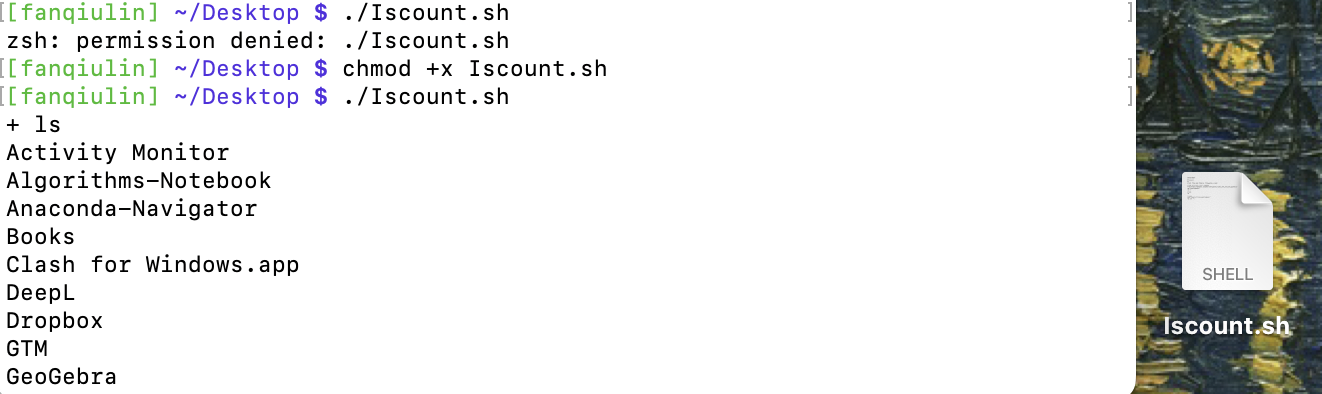 [[fanqiulin] ~/Desktop $ ./Iscount.sh ]
zsh: permission denied: ./Iscount.sh
[[fanqiulin] ~/Desktop $ chmod +x Iscount.sh ]
[[fanqiulin] ~/Desktop $ ./Iscount.sh ]
+ ls
Activity Monitor
Algorithms-Notebook
Anaconda-Navigator
Books
Clash for Windows.app
DeepL
Dropbox
GTM
GeoGebra
SHELL
Iscount.sh